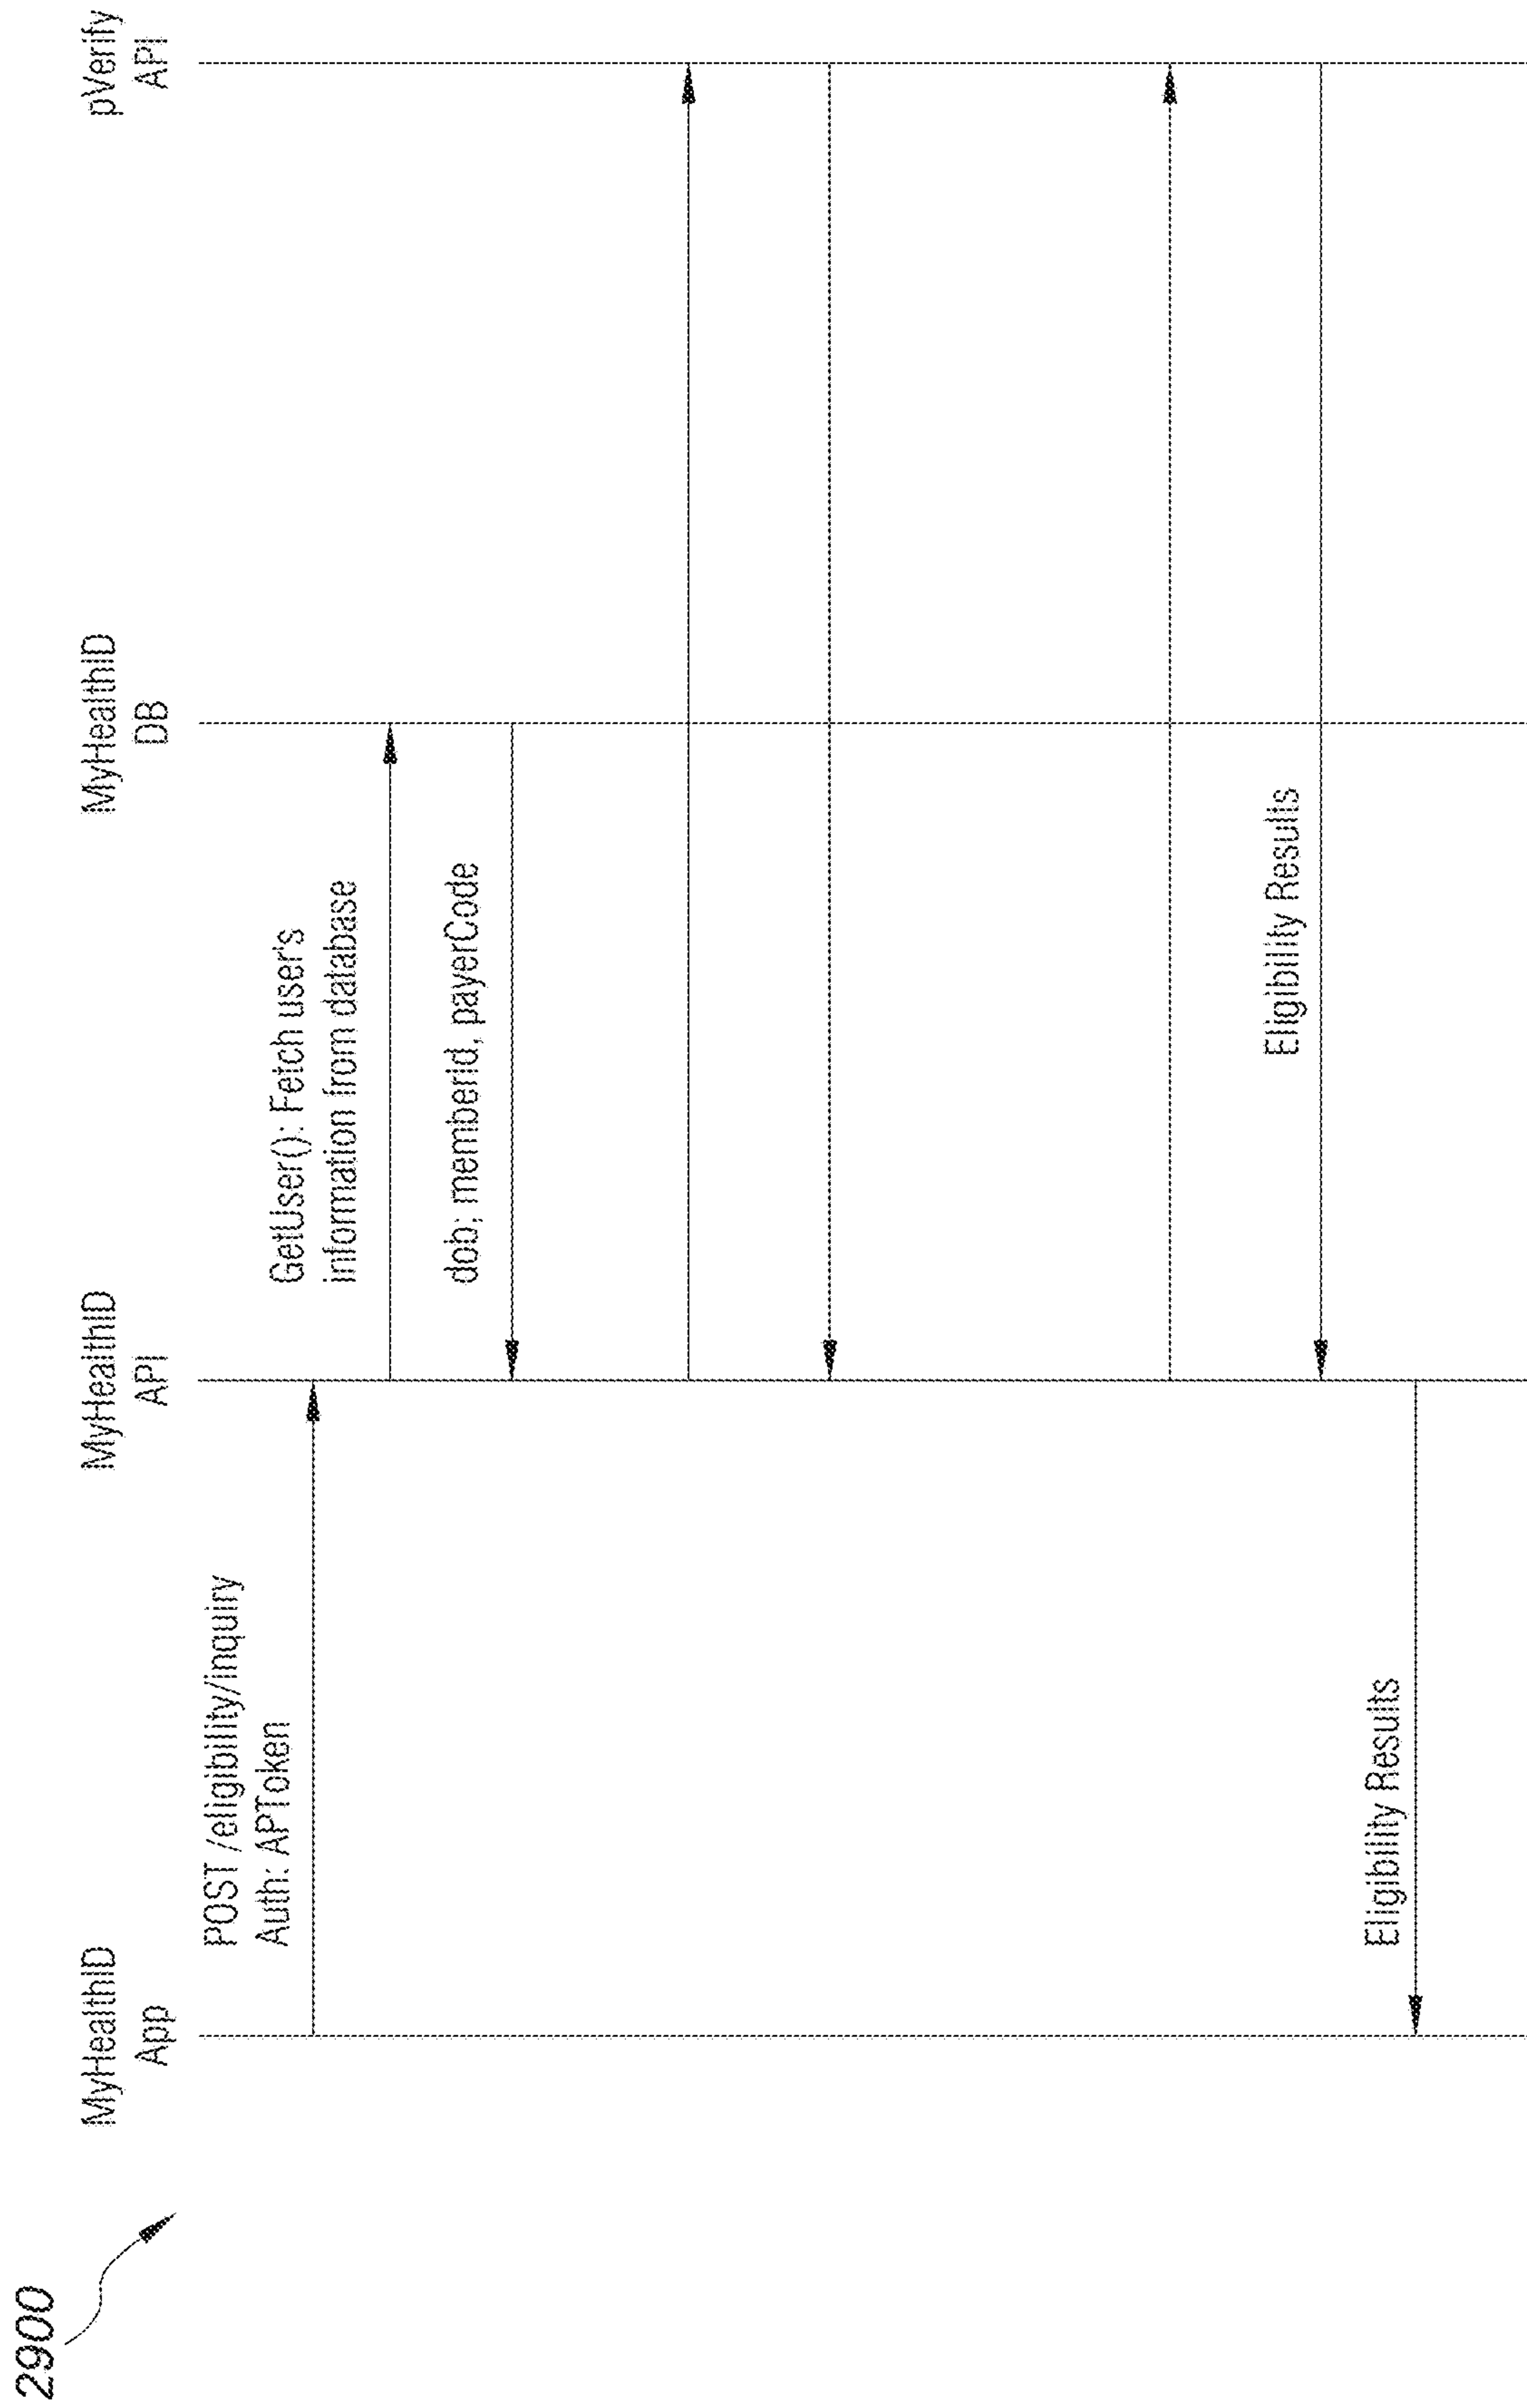 2900
MyHealthID
App
MyHealthID
API
MyHealthID
DB
pVerify
API
POST /eligibility/inquiry
Auth: APToken
GetUser(): Fetch user's
information from database
dob; memberId, payerCode
Eligibility Results
Eligibility Results